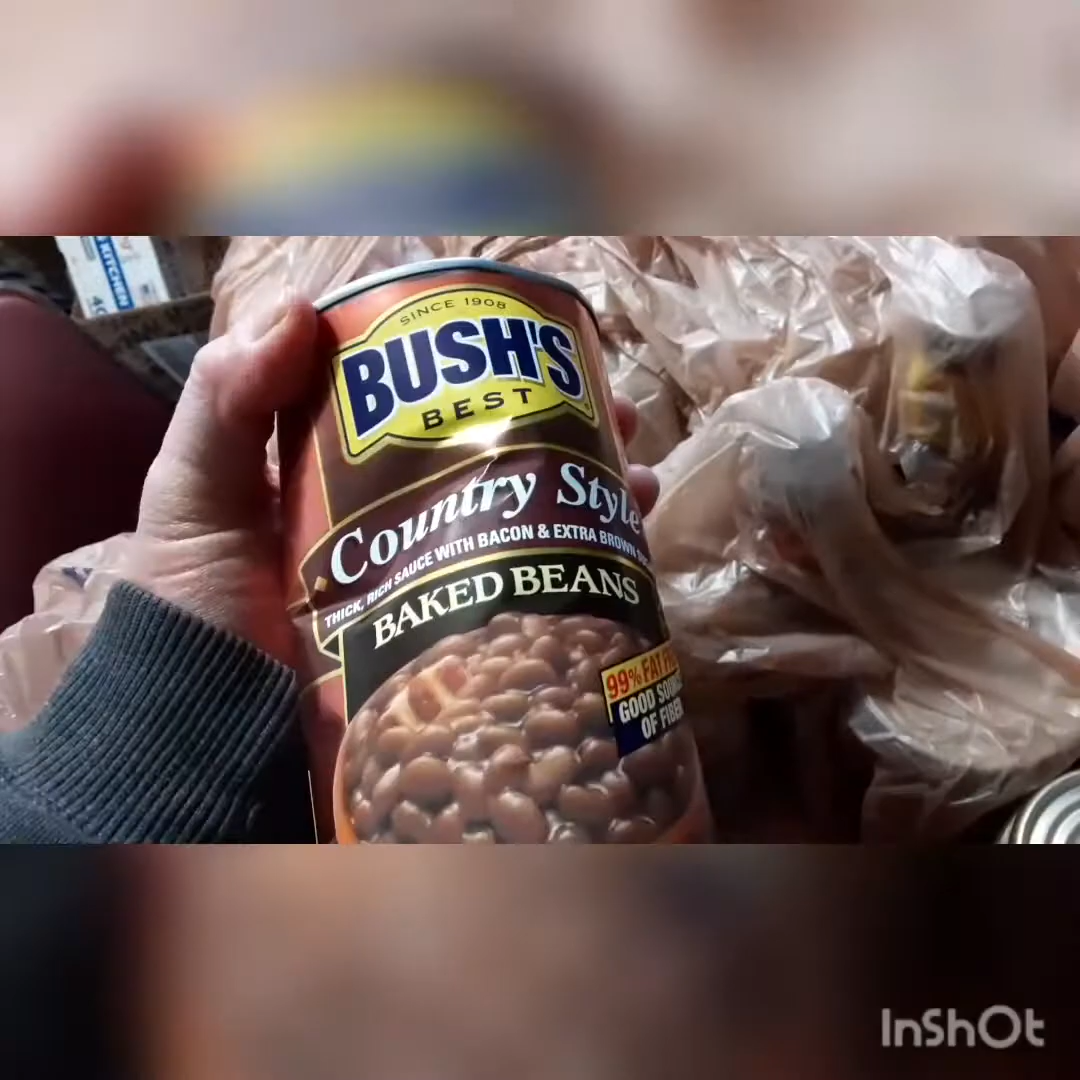 KITCHEN
SINCE 1908
BUSH'S
BEST
Country Style
THICK, RICH SAUCE WITH BACON & EXTRA BROWN
BAKED BEANS
99% FAT
GOOD
OF FIBER
InShOt